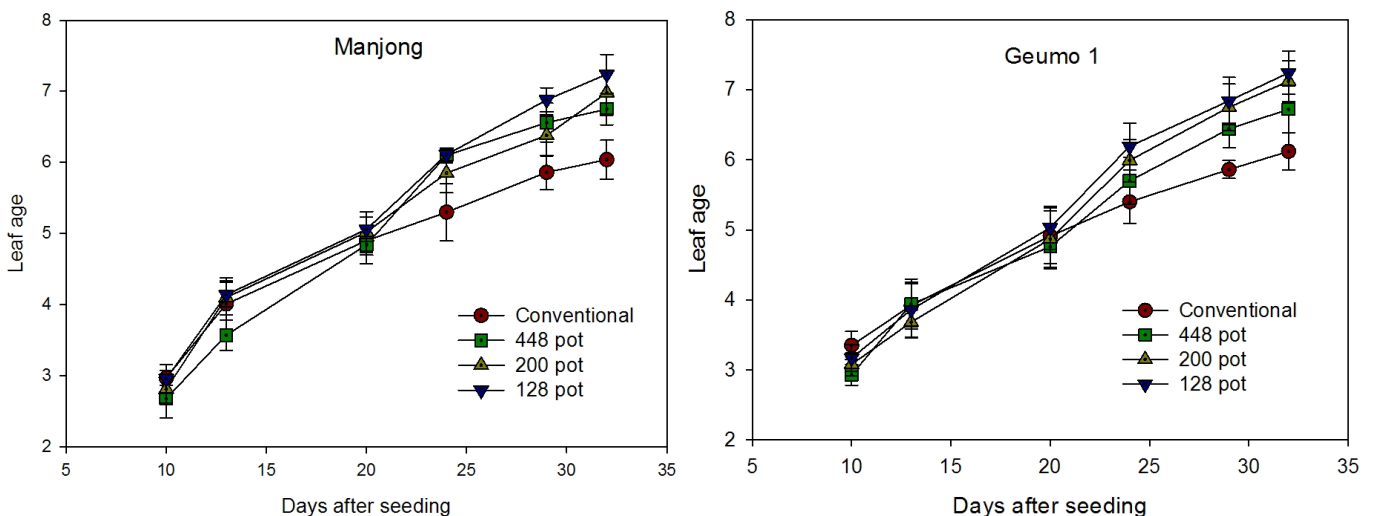 Manjong
8
7
6
5
4
3
2
Leaf age
Conventional
448 pot
200 pot
128 pot
5 10 15 20 25 30 35
Days after seeding
Geumo 1
8
7
6
5
4
3
2
Leaf age
Conventional
448 pot
200 pot
128 pot
5 10 15 20 25 30 35
Days after seeding